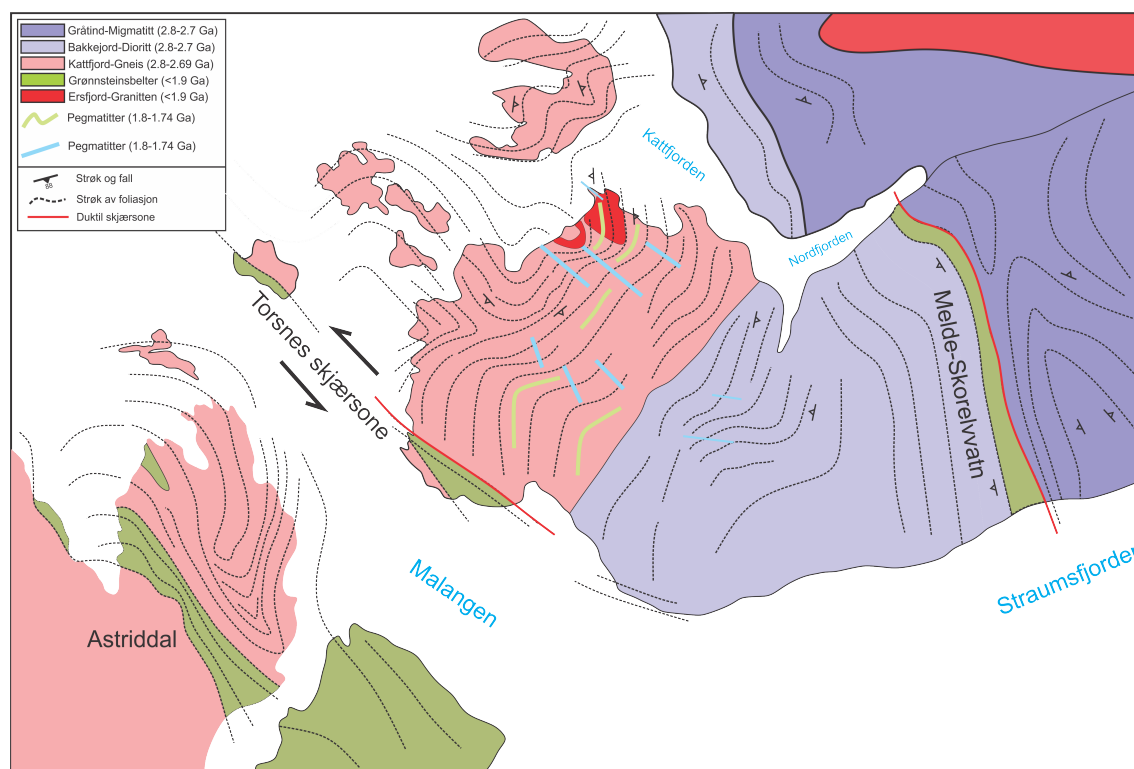 Gråtind-Migmatitt (2.8-2.7 Ga)
Bakkejord-Dioritt (2.8-2.7 Ga)
Kattfjord-Gneis (2.8-2.69 Ga)
Grønnsteinsbelter (<1.9 Ga)
Ersfjord-Granitten (<1.9 Ga)
Pegmatitter (1.8-1.74 Ga)
Pegmatitter (1.8-1.74 Ga)
Strøk og fall
88
Strøk av foliasjon
Duktil skjærsone
Kattfjorden
Nordfjorden
Torsnes skjærsone
Melde-Skorelvvatn
Malangen
Straumsfjorden
Astriddal